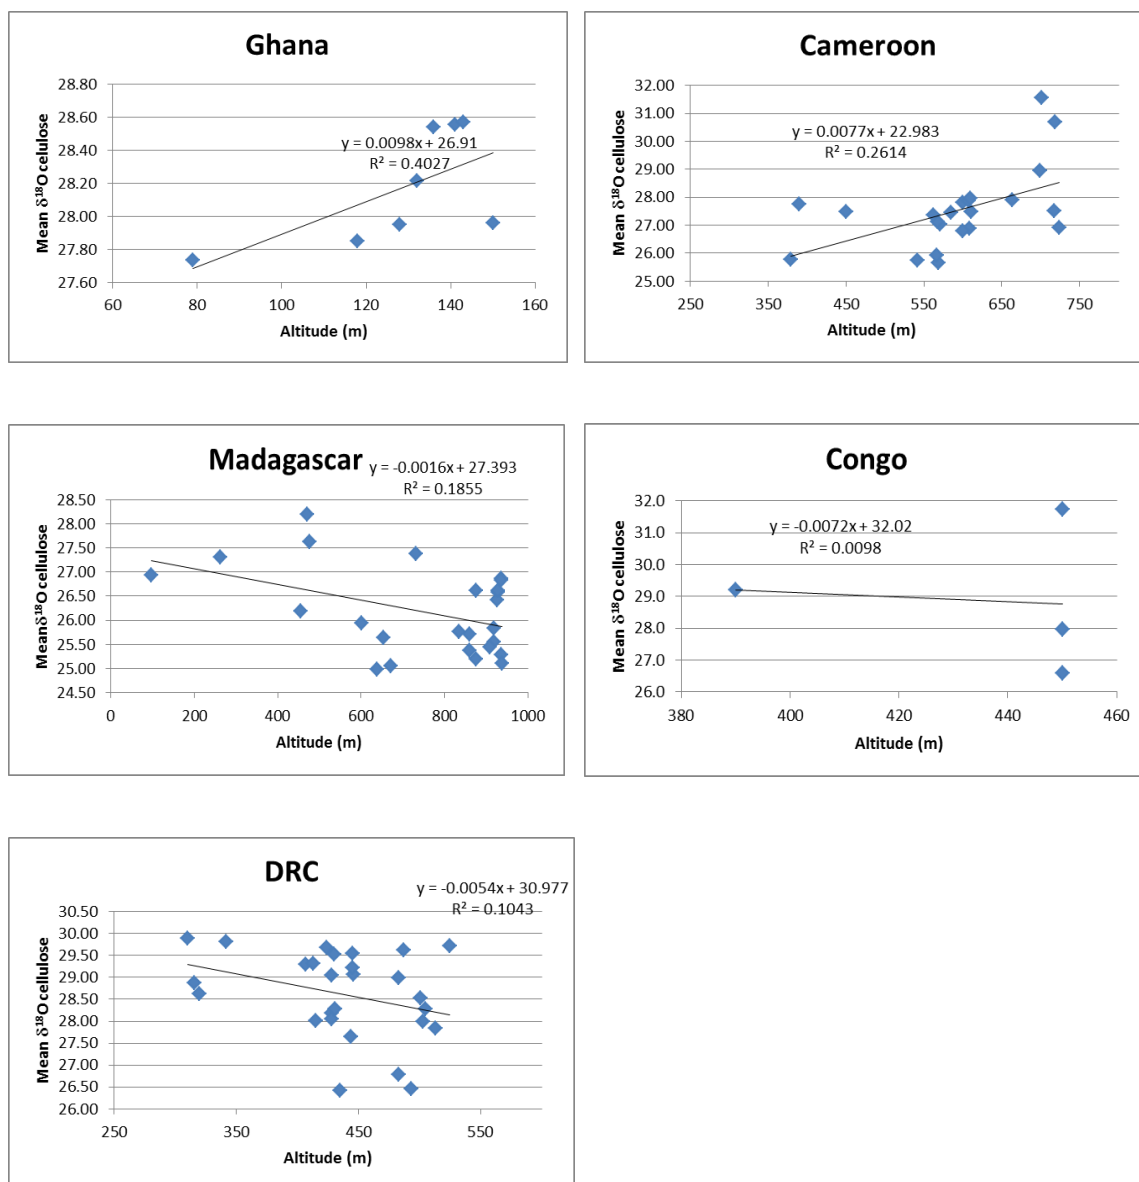 Ghana
Mean δ¹⁸O celulose
28.80
28.60
28.40
28.20
28.00
27.80
27.60
y = 0.0098x + 26.91
R² = 0.4027
60 80 100 120 140 160
Altitude (m)
Cameroon
Mean δ¹⁸O cellulose
32.00
31.00
30.00
29.00
28.00
27.00
26.00
25.00
y = 0.0077x + 22.983
R² = 0.2614
250 350 450 550 650 750
Altitude (m)
Madagascar
y = -0.0016x + 27.393
R² = 0.1855
Meanδ¹⁸O cellulose
28.50
28.00
27.50
27.00
26.50
26.00
25.50
25.00
24.50
0 200 400 600 800 1000
Altitude (m)
Congo
Mean δ¹⁸O cellulose
32.0
31.0
30.0
29.0
28.0
27.0
26.0
y = -0.0072x + 32.02
R² = 0.0098
380 400 420 440 460
Altitude (m)
DRC
y = -0.0054x + 30.977
R² = 0.1043
Mean δ¹⁸O cellulose
30.50
30.00
29.50
29.00
28.50
28.00
27.50
27.00
26.50
26.00
250 350 450 550
Altitude (m)